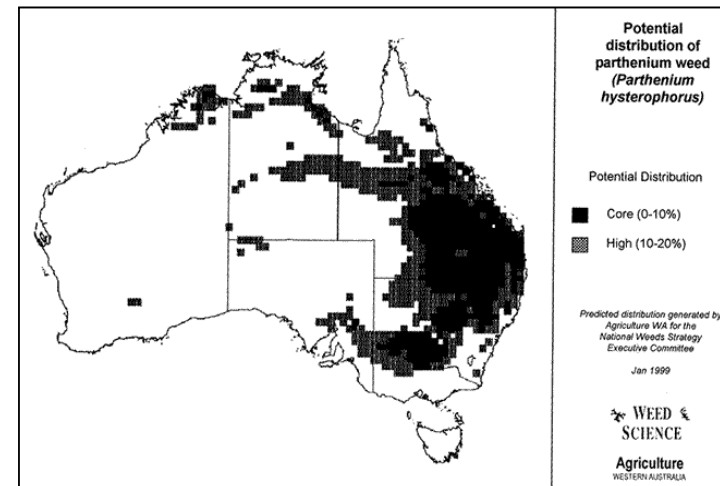 Potential
distribution of
parthenium weed
(Parthenium
hysterophorus)
Potential Distribution
Core (0-10%)
High (10-20%)
Predicted distribution generated by
Agriculture WA for the
National Weeds Strategy
Executive Committee
Jan 1999
WEED
SCIENCE
Agriculture
WESTERN AUSTRALIA